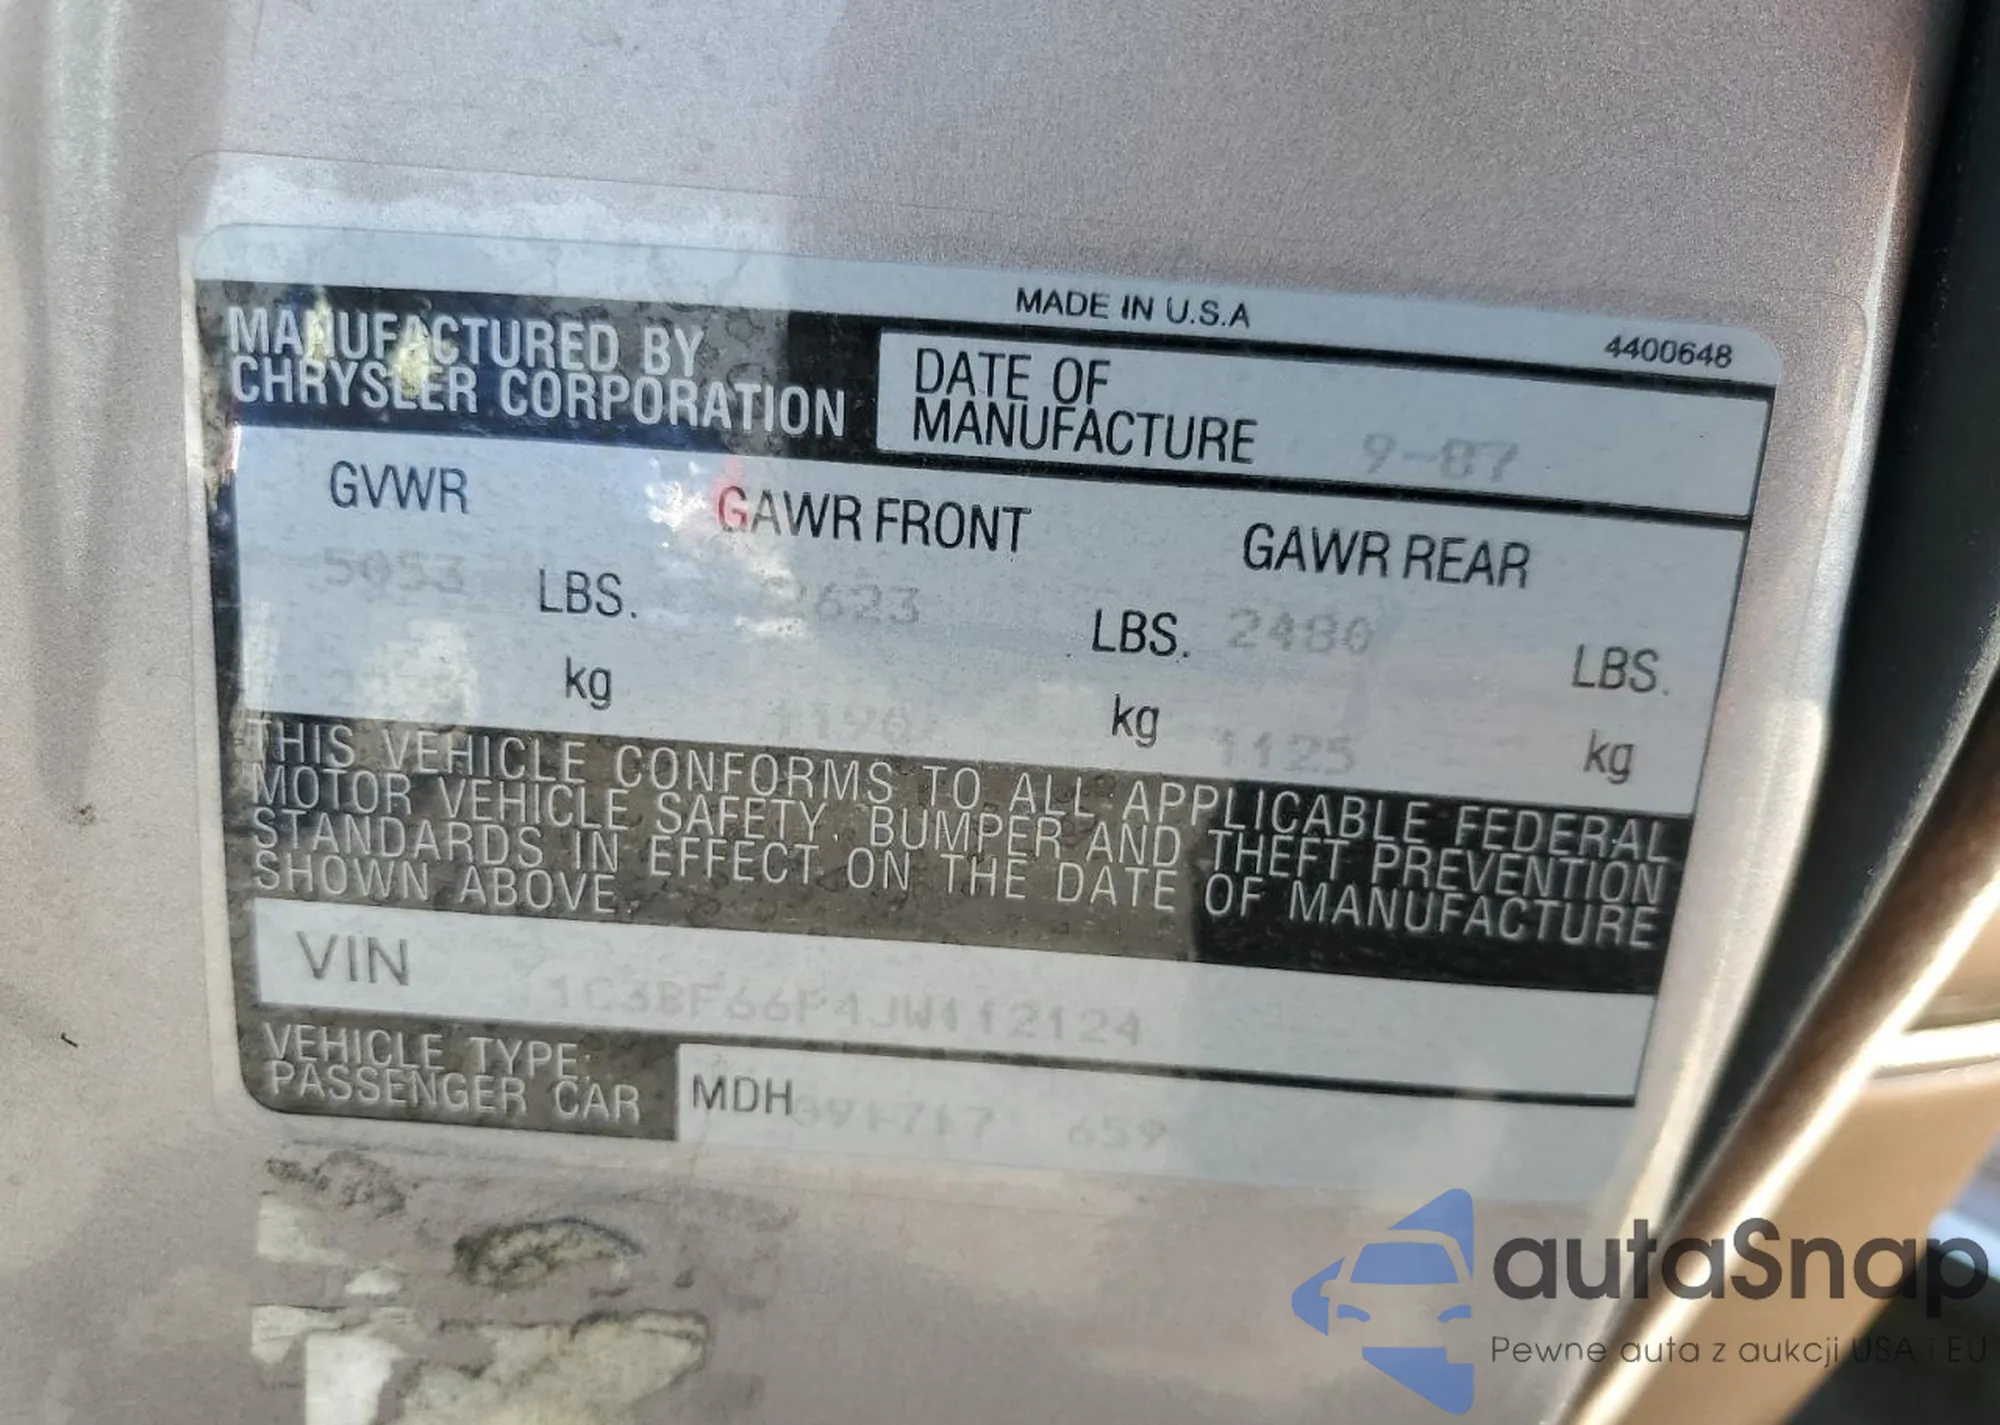 MADE IN U.S.A
4400648
MANUFACTURED BY
CHRYSLER CORPORATION
DATE OF
MANUFACTURE 9-87
GVWR GAWR FRONT GAWR REAR
5053 LBS. 2623 LBS. 2480 LBS.
kg 1190 kg 1125 kg
THIS VEHICLE CONFORMS TO ALL APPLICABLE FEDERAL
MOTOR VEHICLE SAFETY, BUMPER AND THEFT PREVENTION
STANDARDS IN EFFECT ON THE DATE OF MANUFACTURE
SHOWN ABOVE.
VIN 1C3BF66P4JW112124
VEHICLE TYPE:
PASSENGER CAR
MDH 091717 659
autaSnap
Pewne auta z aukcji USA i EU